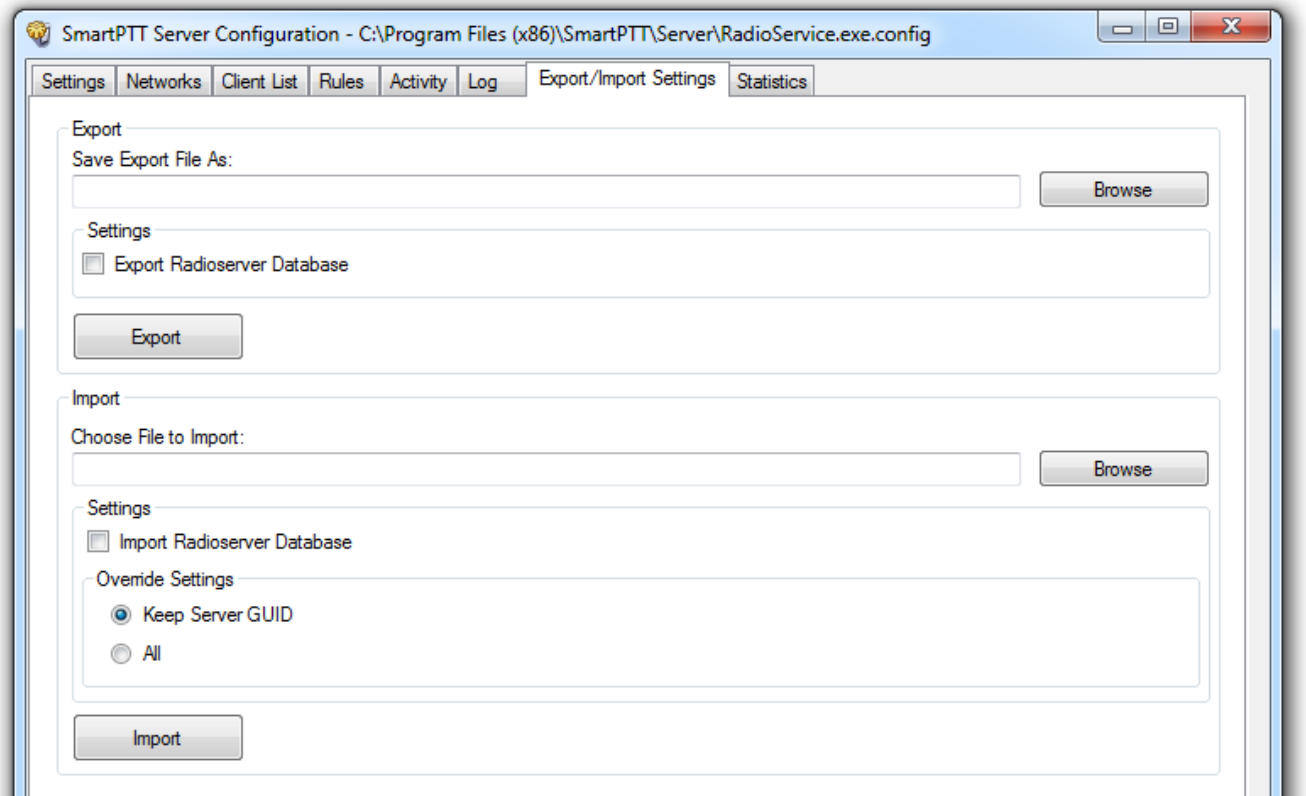 SmartPTT Server Configuration - C:\Program Files (x86)\SmartPTT\Server\RadioService.exe.config
Settings Networks Client List Rules Activity Log Export/Import Settings Statistics
Export
Save Export File As:
Browse
Settings
Export Radioserver Database
Export
Import
Choose File to Import:
Browse
Settings
Import Radioserver Database
Override Settings
Keep Server GUID
All
Import